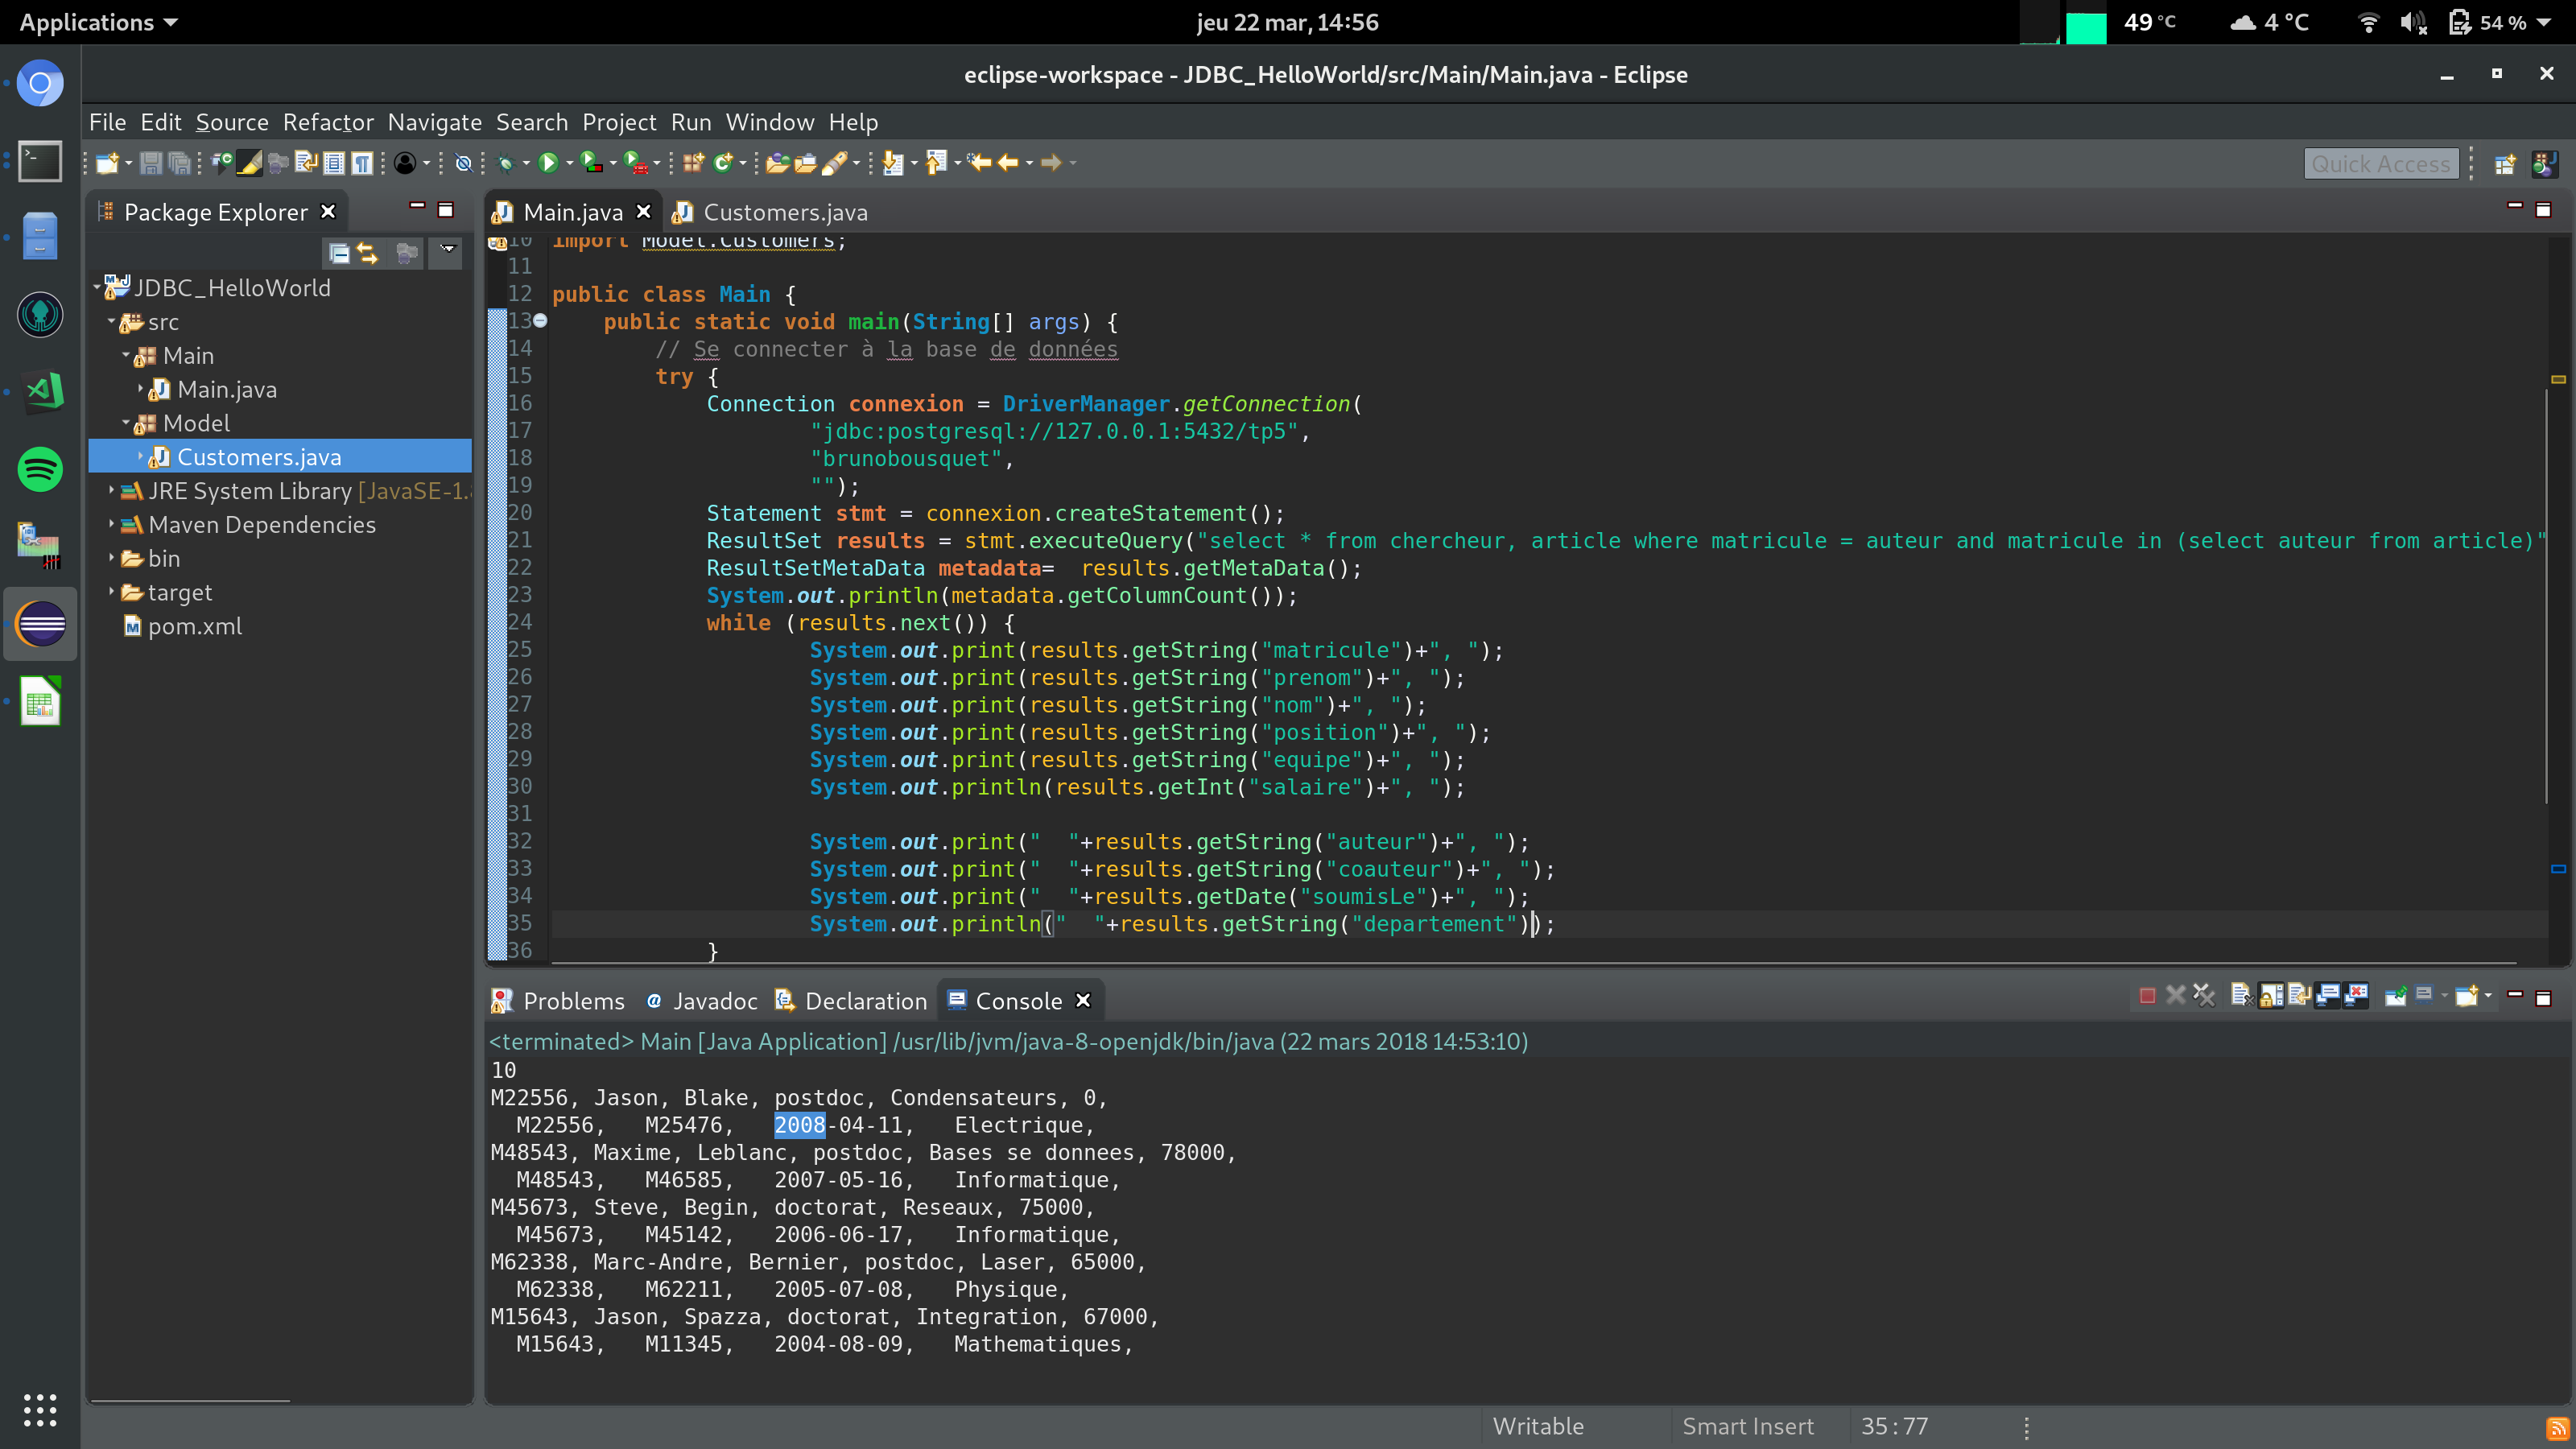 Applications
jeu 22 mar, 14:56
49 °C
4 °C
54 %
eclipse-workspace - JDBC_HelloWorld/src/Main/Main.java - Eclipse
File Edit Source Refactor Navigate Search Project Run Window Help
Quick Access
Package Explorer
JDBC_HelloWorld
src
Main
Main.java
Model
Customers.java
JRE System Library [JavaSE-1.
Maven Dependencies
bin
target
pom.xml
Main.java Customers.java
10 import Model.Customers;
11
12 public class Main {
13 public static void main(String[] args) {
14 // Se connecter à la base de données
15 try {
16 Connection connexion = DriverManager.getConnection(
17 "jdbc:postgresql://127.0.0.1:5432/tp5",
18 "brunobousquet",
19 "");
20 Statement stmt = connexion.createStatement();
21 ResultSet results = stmt.executeQuery("select * from chercheur, article where matricule = auteur and matricule in (select auteur from article)"
22 ResultSetMetaData metadata=  results.getMetaData();
23 System.out.println(metadata.getColumnCount());
24 while (results.next()) {
25 System.out.print(results.getString("matricule")+", ");
26 System.out.print(results.getString("prenom")+", ");
27 System.out.print(results.getString("nom")+", ");
28 System.out.print(results.getString("position")+", ");
29 System.out.print(results.getString("equipe")+", ");
30 System.out.println(results.getInt("salaire")+", ");
31
32 System.out.print("  "+results.getString("auteur")+", ");
33 System.out.print("  "+results.getString("coauteur")+", ");
34 System.out.print("  "+results.getDate("soumisLe")+", ");
35 System.out.println("  "+results.getString("departement"));
36 }
Problems Javadoc Declaration Console
<terminated> Main [Java Application] /usr/lib/jvm/java-8-openjdk/bin/java (22 mars 2018 14:53:10)
10
M22556, Jason, Blake, postdoc, Condensateurs, 0,
M22556,   M25476,   2008-04-11,   Electrique,
M48543, Maxime, Leblanc, postdoc, Bases se donnees, 78000,
M48543,   M46585,   2007-05-16,   Informatique,
M45673, Steve, Begin, doctorat, Reseaux, 75000,
M45673,   M45142,   2006-06-17,   Informatique,
M62338, Marc-Andre, Bernier, postdoc, Laser, 65000,
M62338,   M62211,   2005-07-08,   Physique,
M15643, Jason, Spazza, doctorat, Integration, 67000,
M15643,   M11345,   2004-08-09,   Mathematiques,
Writable
Smart Insert
35 : 77